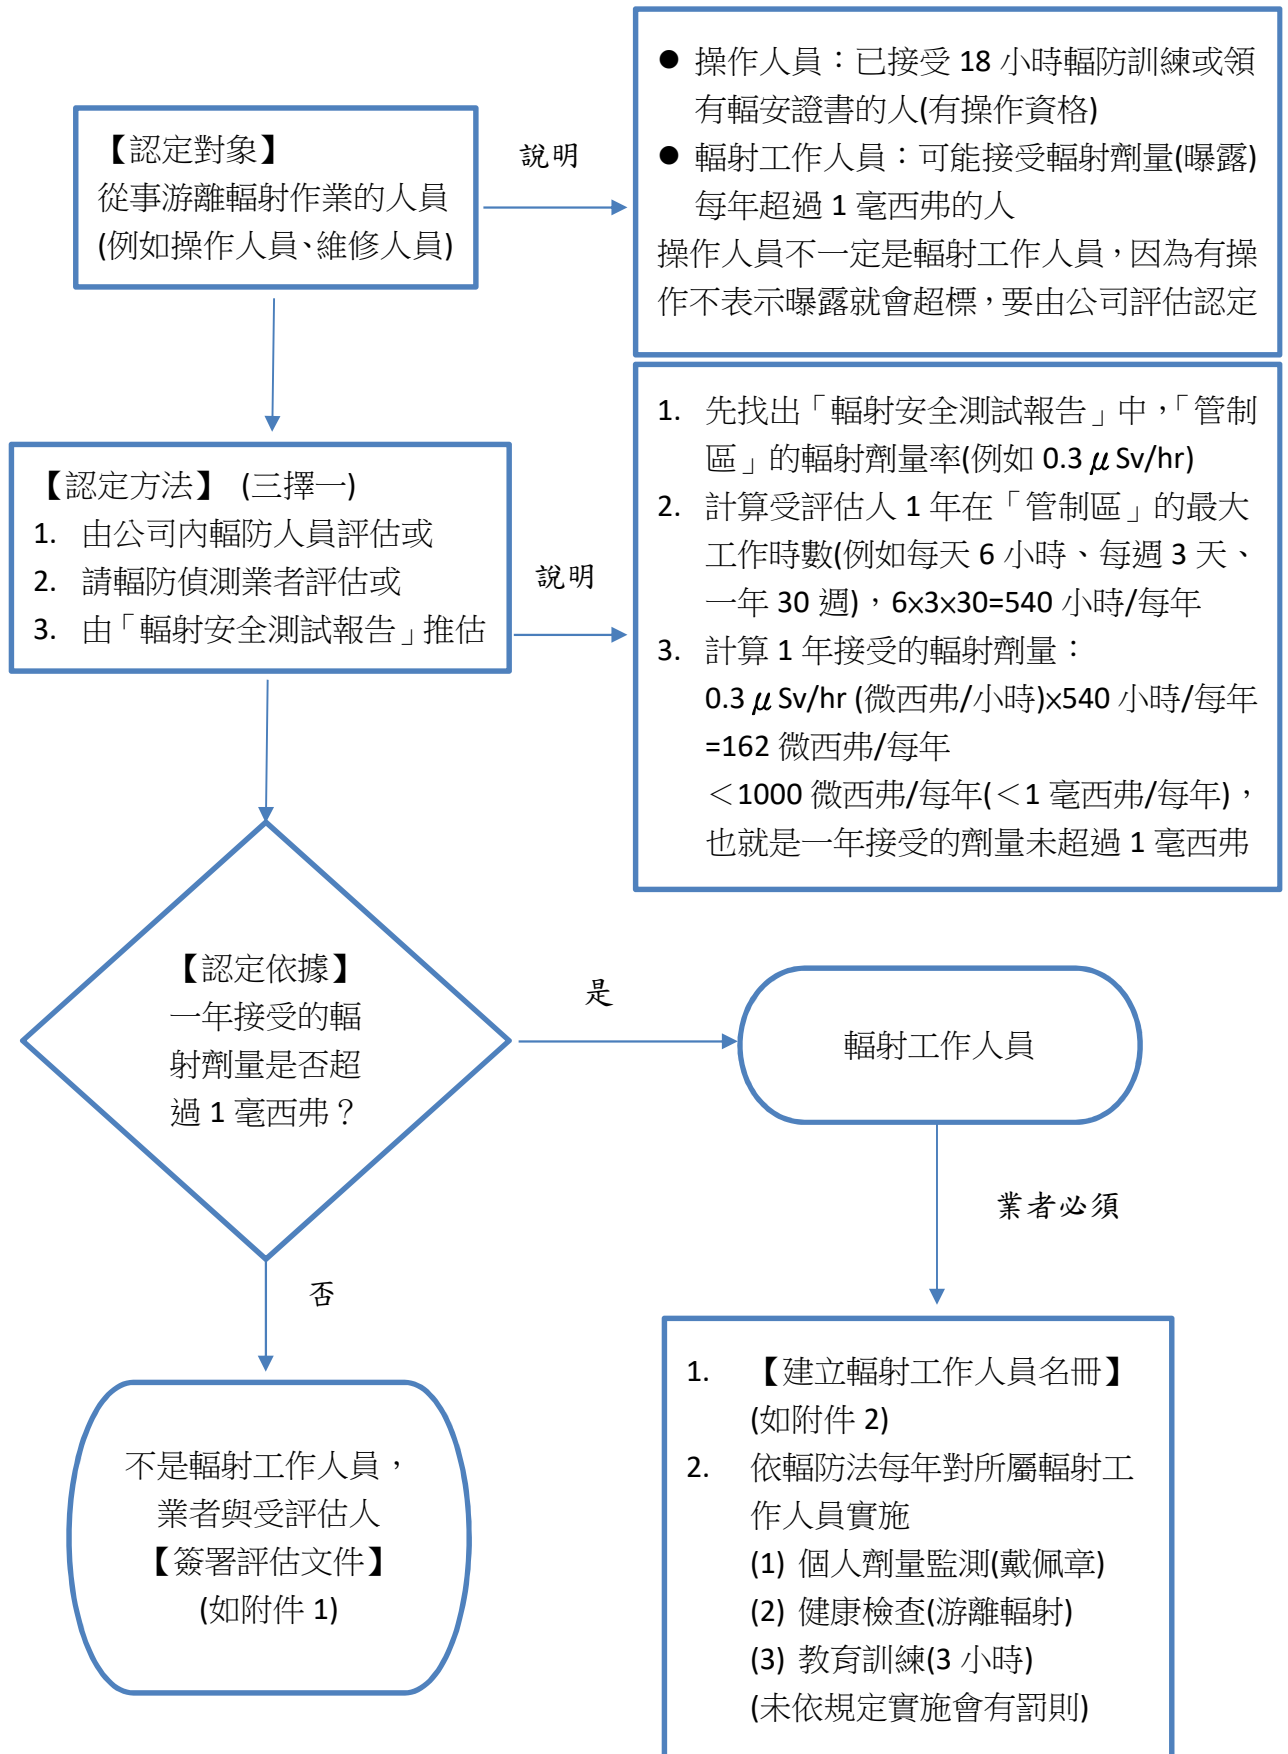 【認定對象】
從事游離輻射作業的人員
(例如操作人員、維修人員)
說明
● 操作人員：已接受 18 小時輻防訓練或領
有輻安證書的人(有操作資格)
● 輻射工作人員：可能接受輻射劑量(曝露)
每年超過 1 毫西弗的人
操作人員不一定是輻射工作人員，因為有操
作不表示曝露就會超標，要由公司評估認定
【認定方法】 (三擇一)
1. 由公司內輻防人員評估或
2. 請輻防偵測業者評估或
3. 由「輻射安全測試報告」推估
說明
1. 先找出「輻射安全測試報告」中，「管制
區」的輻射劑量率(例如 0.3 μ Sv/hr)
2. 計算受評估人 1 年在「管制區」的最大
工作時數(例如每天 6 小時、每週 3 天、
一年 30 週)，6x3x30=540 小時/每年
3. 計算 1 年接受的輻射劑量：
0.3 μ Sv/hr (微西弗/小時)x540 小時/每年
=162 微西弗/每年
＜1000 微西弗/每年(＜1 毫西弗/每年)，
也就是一年接受的劑量未超過 1 毫西弗
【認定依據】
一年接受的輻
射劑量是否超
過 1 毫西弗？
是
輻射工作人員
業者必須
否
不是輻射工作人員，
業者與受評估人
【簽署評估文件】
(如附件 1)
1. 【建立輻射工作人員名冊】
(如附件 2)
2. 依輻防法每年對所屬輻射工
作人員實施
(1) 個人劑量監測(戴佩章)
(2) 健康檢查(游離輻射)
(3) 教育訓練(3 小時)
(未依規定實施會有罰則)